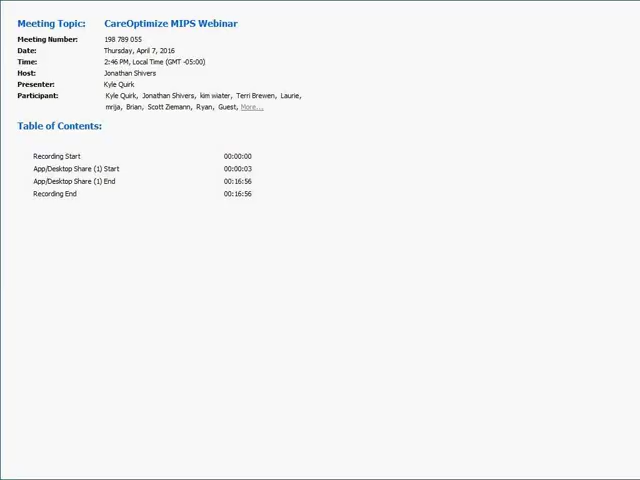 Meeting Topic: CareOptimize MIPS Webinar
Meeting Number: 198 789 055
Date: Thursday, April 7, 2016
Time: 2:46 PM, Local Time (GMT -05:00)
Host: Jonathan Shivers
Presenter: Kyle Quirk
Participant: Kyle Quirk, Jonathan Shivers, kim wiater, Terri Brewen, Laurie,
mrija, Brian, Scott Ziemann, Ryan, Guest, More...
Table of Contents:
Recording Start 00:00:00
App/Desktop Share (1) Start 00:00:03
App/Desktop Share (1) End 00:16:56
Recording End 00:16:56